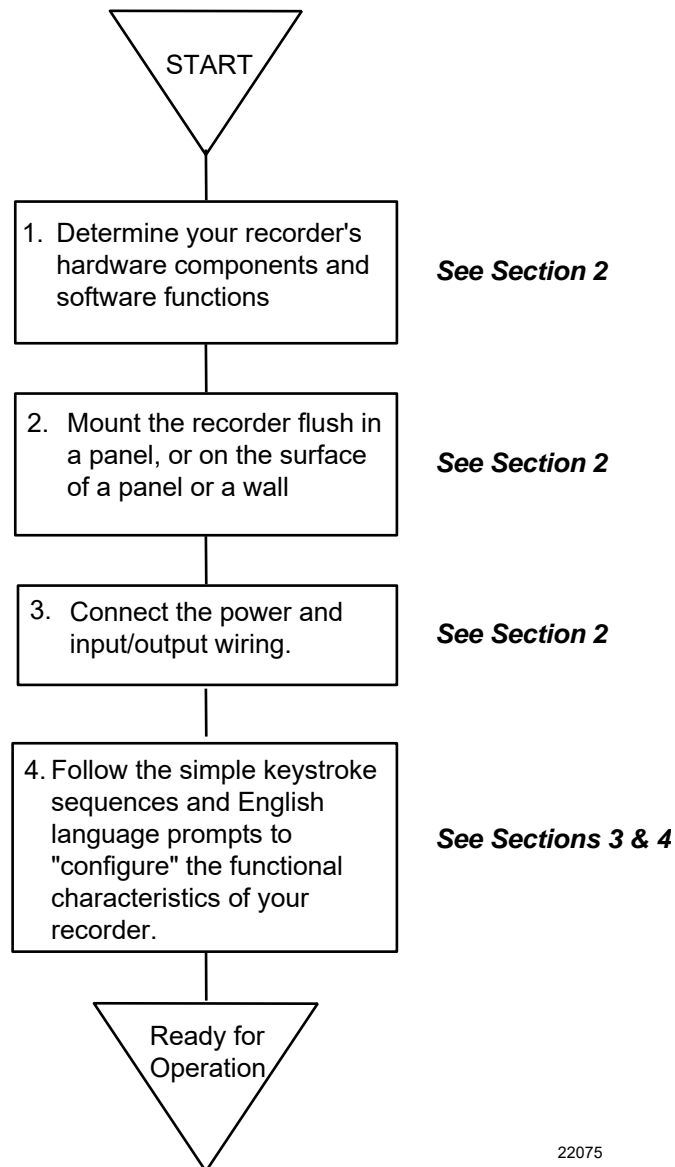 START
1. Determine your recorder's
hardware components and
software functions
See Section 2
2. Mount the recorder flush in
a panel, or on the surface
of a panel or a wall
See Section 2
3. Connect the power and
input/output wiring.
See Section 2
4. Follow the simple keystroke
sequences and English
language prompts to
"configure" the functional
characteristics of your
recorder.
See Sections 3 & 4
Ready for
Operation
22075